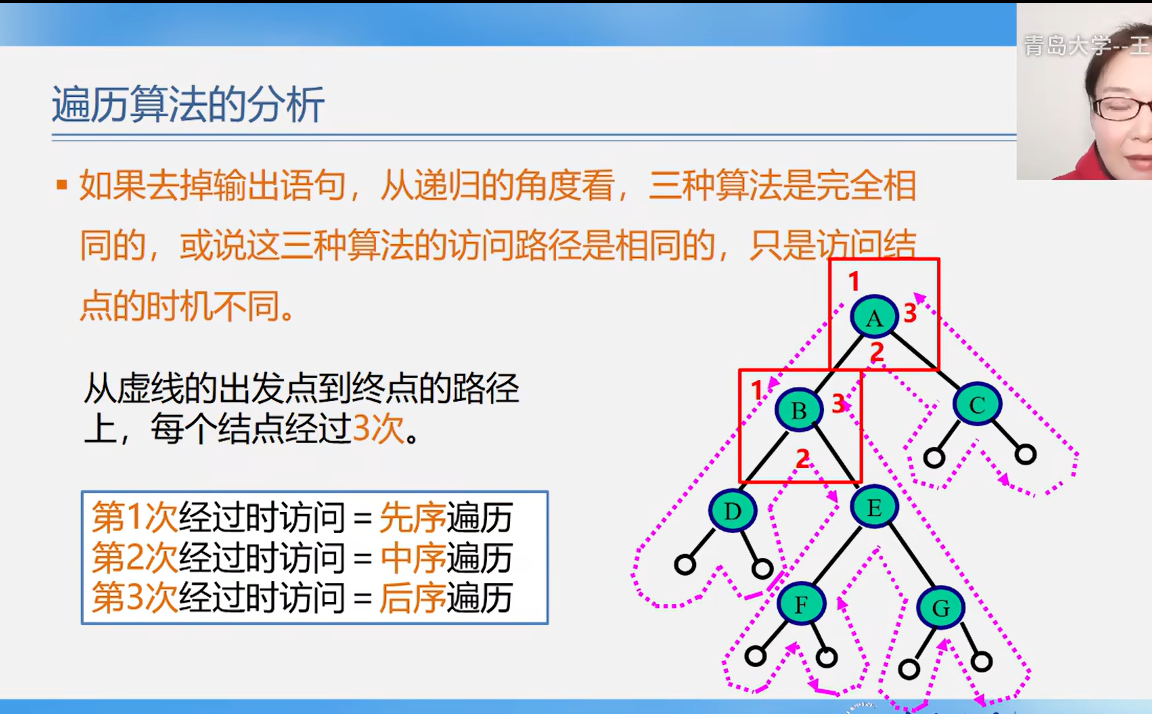 青岛大学--王
遍历算法的分析
▪ 如果去掉输出语句，从递归的角度看，三种算法是完全相
同的，或说这三种算法的访问路径是相同的，只是访问结
点的时机不同。
从虚线的出发点到终点的路径
上，每个结点经过3次。
第1次经过时访问＝先序遍历
第2次经过时访问＝中序遍历
第3次经过时访问＝后序遍历
1
A 3
2
1
B 3
C
2
D
E
F
G